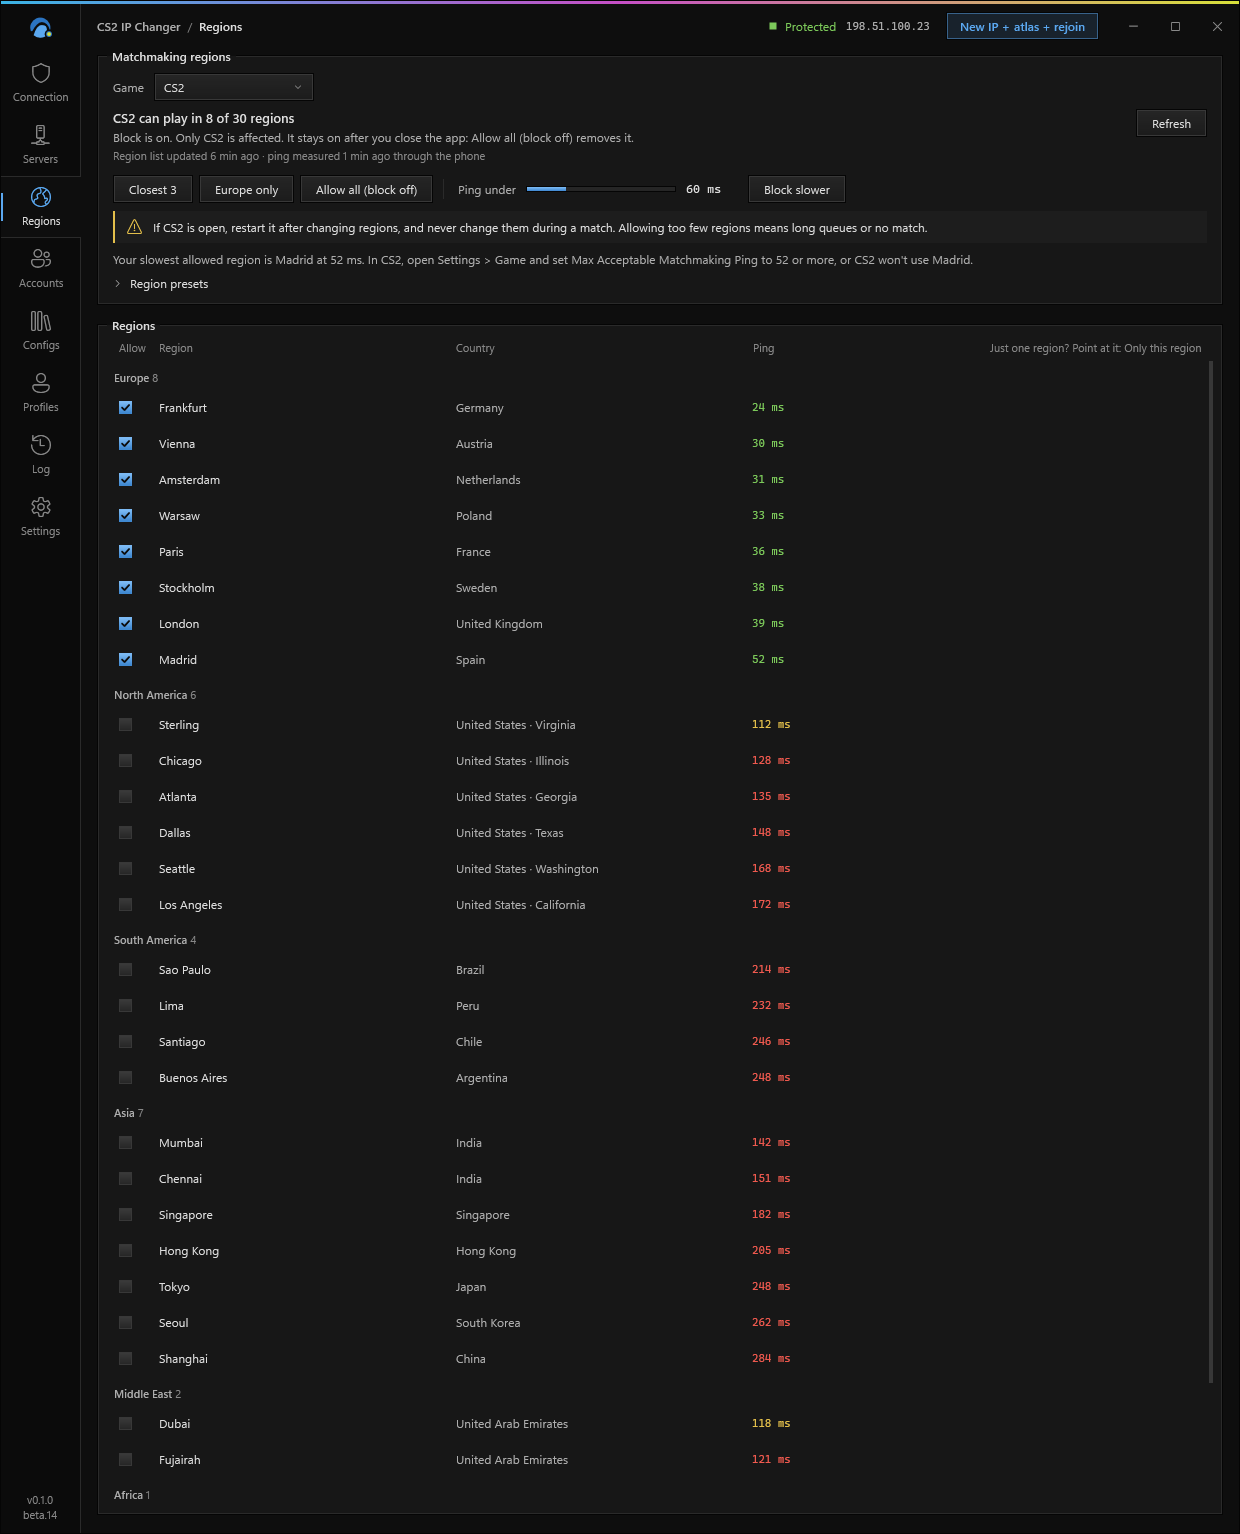 CS2 IP Changer / Regions
Protected 198.51.100.23
New IP + atlas + rejoin
Connection
Servers
Regions
Accounts
Configs
Profiles
Log
Settings
v0.1.0
beta.14
Matchmaking regions
Game CS2
CS2 can play in 8 of 30 regions
Block is on. Only CS2 is affected. It stays on after you close the app: Allow all (block off) removes it.
Region list updated 6 min ago · ping measured 1 min ago through the phone
Refresh
Closest 3 Europe only Allow all (block off) Ping under 60 ms Block slower
If CS2 is open, restart it after changing regions, and never change them during a match. Allowing too few regions means long queues or no match.
Your slowest allowed region is Madrid at 52 ms. In CS2, open Settings > Game and set Max Acceptable Matchmaking Ping to 52 or more, or CS2 won't use Madrid.
Region presets
Regions
Allow Region Country Ping Just one region? Point at it: Only this region
Europe 8
Frankfurt Germany 24 ms
Vienna Austria 30 ms
Amsterdam Netherlands 31 ms
Warsaw Poland 33 ms
Paris France 36 ms
Stockholm Sweden 38 ms
London United Kingdom 39 ms
Madrid Spain 52 ms
North America 6
Sterling United States · Virginia 112 ms
Chicago United States · Illinois 128 ms
Atlanta United States · Georgia 135 ms
Dallas United States · Texas 148 ms
Seattle United States · Washington 168 ms
Los Angeles United States · California 172 ms
South America 4
Sao Paulo Brazil 214 ms
Lima Peru 232 ms
Santiago Chile 246 ms
Buenos Aires Argentina 248 ms
Asia 7
Mumbai India 142 ms
Chennai India 151 ms
Singapore Singapore 182 ms
Hong Kong Hong Kong 205 ms
Tokyo Japan 248 ms
Seoul South Korea 262 ms
Shanghai China 284 ms
Middle East 2
Dubai United Arab Emirates 118 ms
Fujairah United Arab Emirates 121 ms
Africa 1